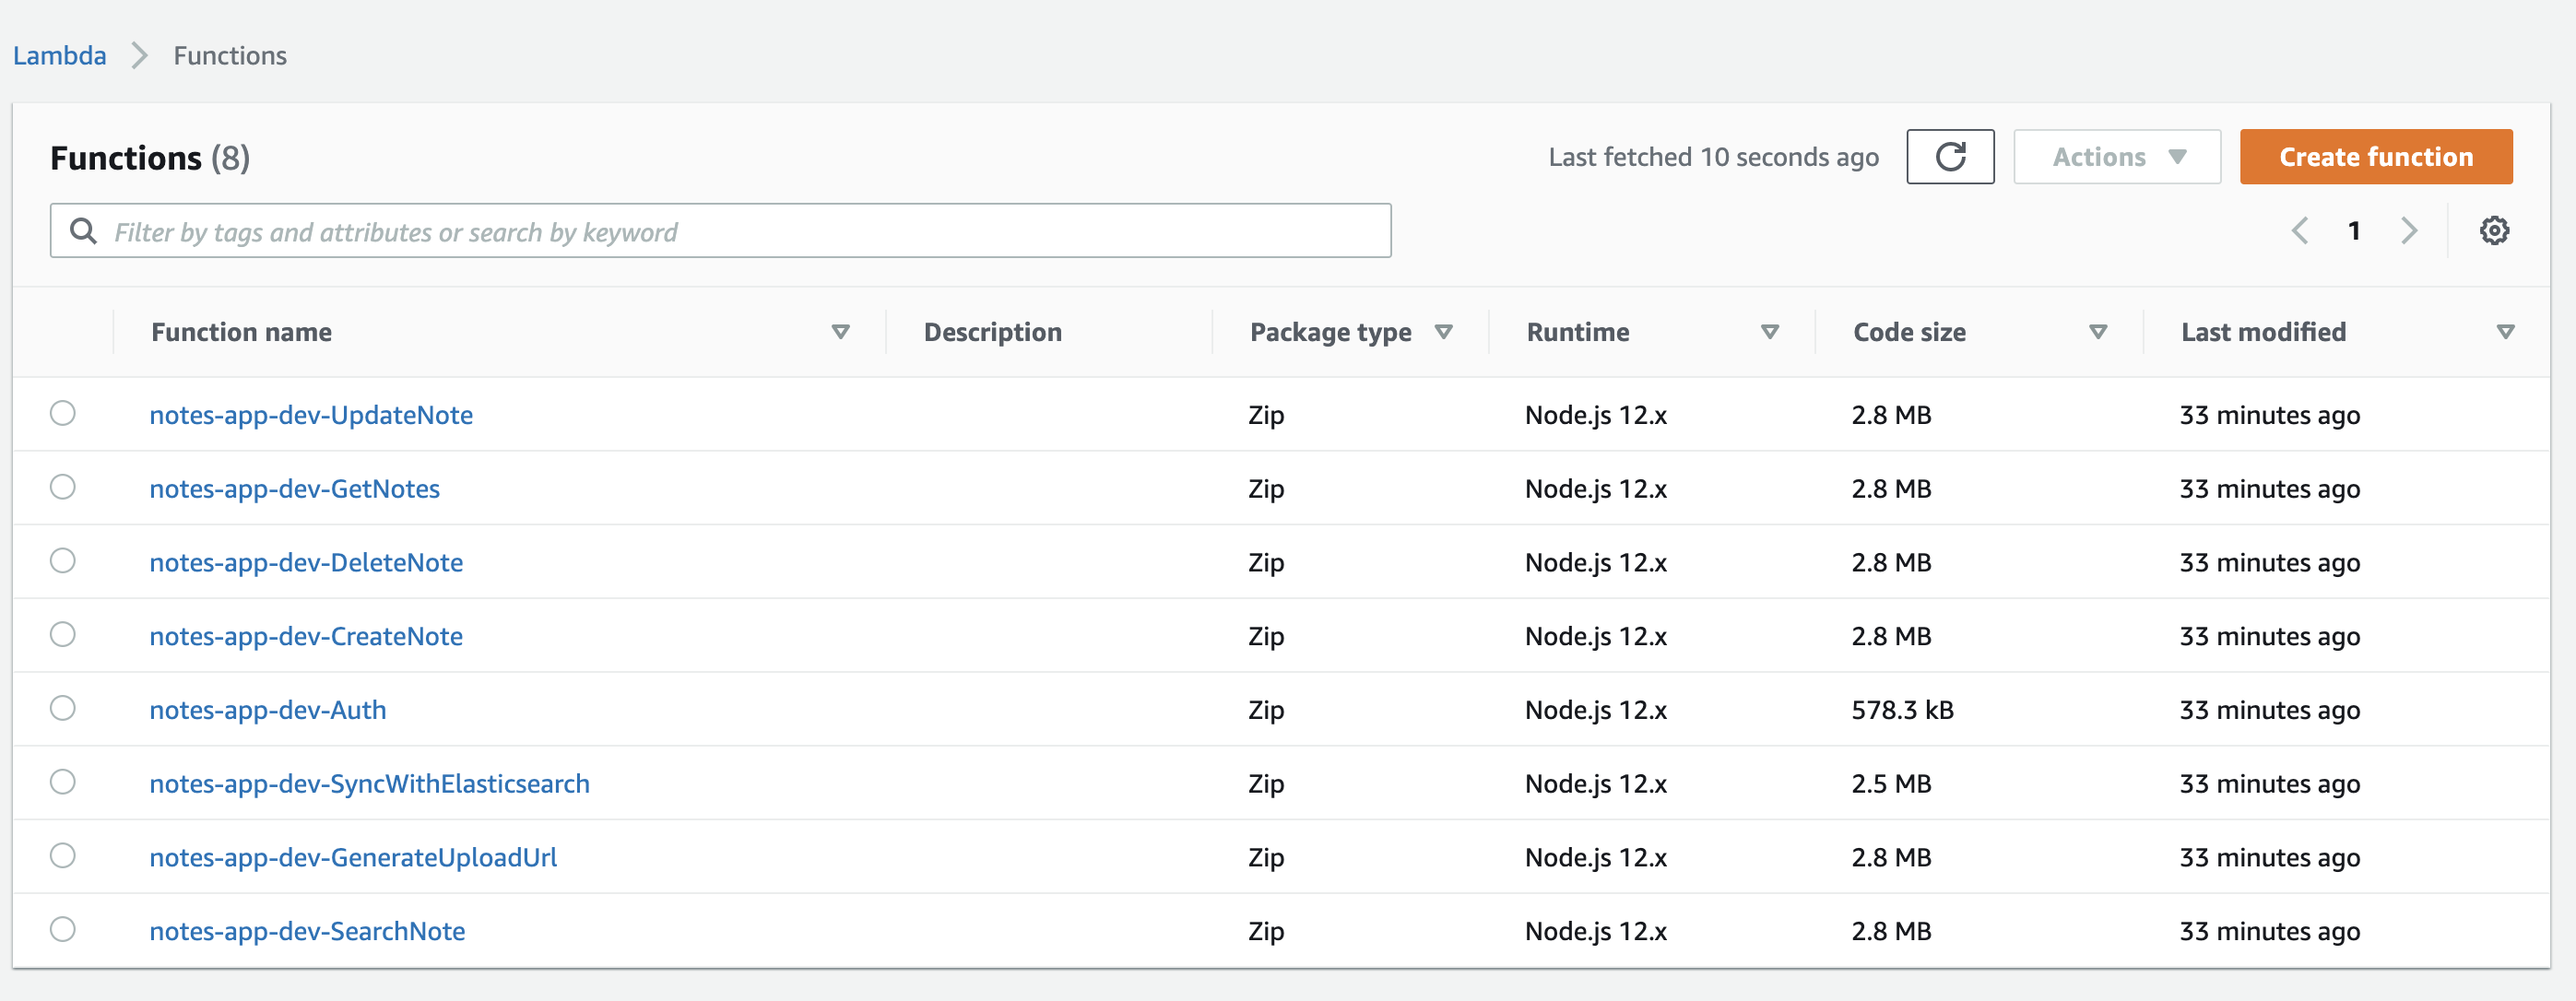 Lambda Functions
Functions (8) Last fetched 10 seconds ago Actions Create function
Filter by tags and attributes or search by keyword 1
Function name Description Package type Runtime Code size Last modified
notes-app-dev-UpdateNote Zip Node.js 12.x 2.8 MB 33 minutes ago
notes-app-dev-GetNotes Zip Node.js 12.x 2.8 MB 33 minutes ago
notes-app-dev-DeleteNote Zip Node.js 12.x 2.8 MB 33 minutes ago
notes-app-dev-CreateNote Zip Node.js 12.x 2.8 MB 33 minutes ago
notes-app-dev-Auth Zip Node.js 12.x 578.3 kB 33 minutes ago
notes-app-dev-SyncWithElasticsearch Zip Node.js 12.x 2.5 MB 33 minutes ago
notes-app-dev-GenerateUploadUrl Zip Node.js 12.x 2.8 MB 33 minutes ago
notes-app-dev-SearchNote Zip Node.js 12.x 2.8 MB 33 minutes ago